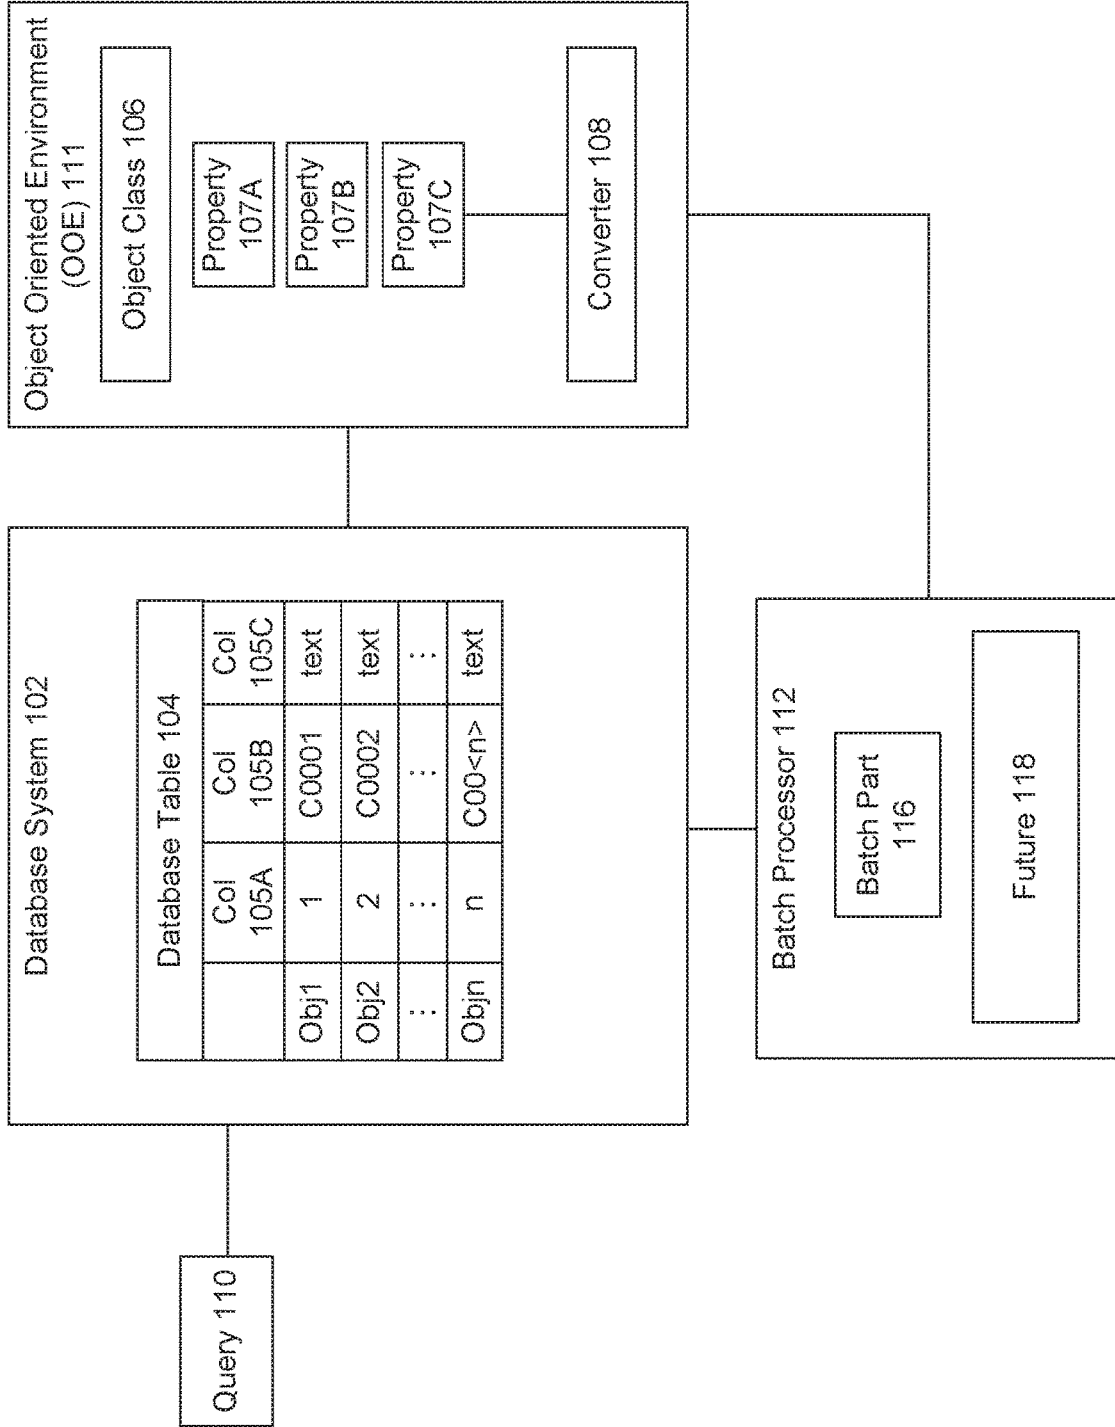 Query 110
Database System 102
Database Table 104
Col 105A Col 105B Col 105C
Obj1 1 C0001 text
Obj2 2 C0002 text
⋮ ⋮ ⋮ ⋮
Objn n C00<n> text
Object Oriented Environment
(OOE) 111
Object Class 106
Property
107A
Property
107B
Property
107C
Converter 108
Batch Processor 112
Batch Part
116
Future 118